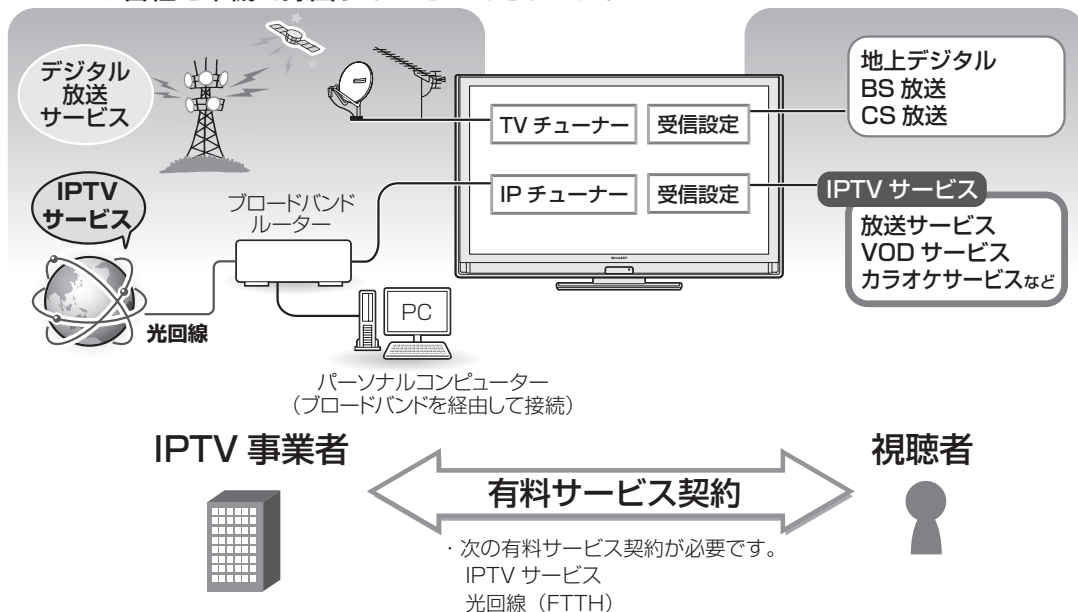 デジタル
放送
サービス
TV チューナー
受信設定
地上デジタル
BS 放送
CS 放送
IPTV
サービス
ブロードバンド
ルーター
IP チューナー
受信設定
IPTV サービス
放送サービス
VOD サービス
カラオケサービスなど
SHARP
光回線
PC
パーソナルコンピューター
（ブロードバンドを経由して接続）
IPTV 事業者
有料サービス契約
視聴者
・次の有料サービス契約が必要です。
IPTV サービス
光回線（FTTH）